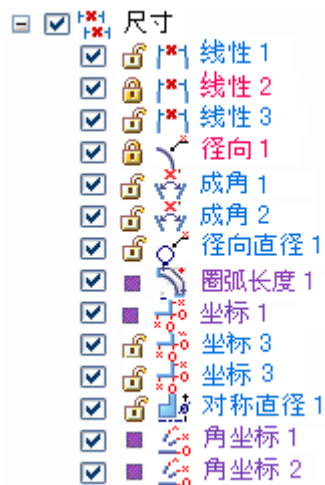 尺寸
线性 1
线性 2
线性 3
径向 1
成角 1
成角 2
径向直径 1
圈弧长度 1
坐标 1
坐标 3
坐标 3
对称直径 1
角坐标 1
角坐标 2